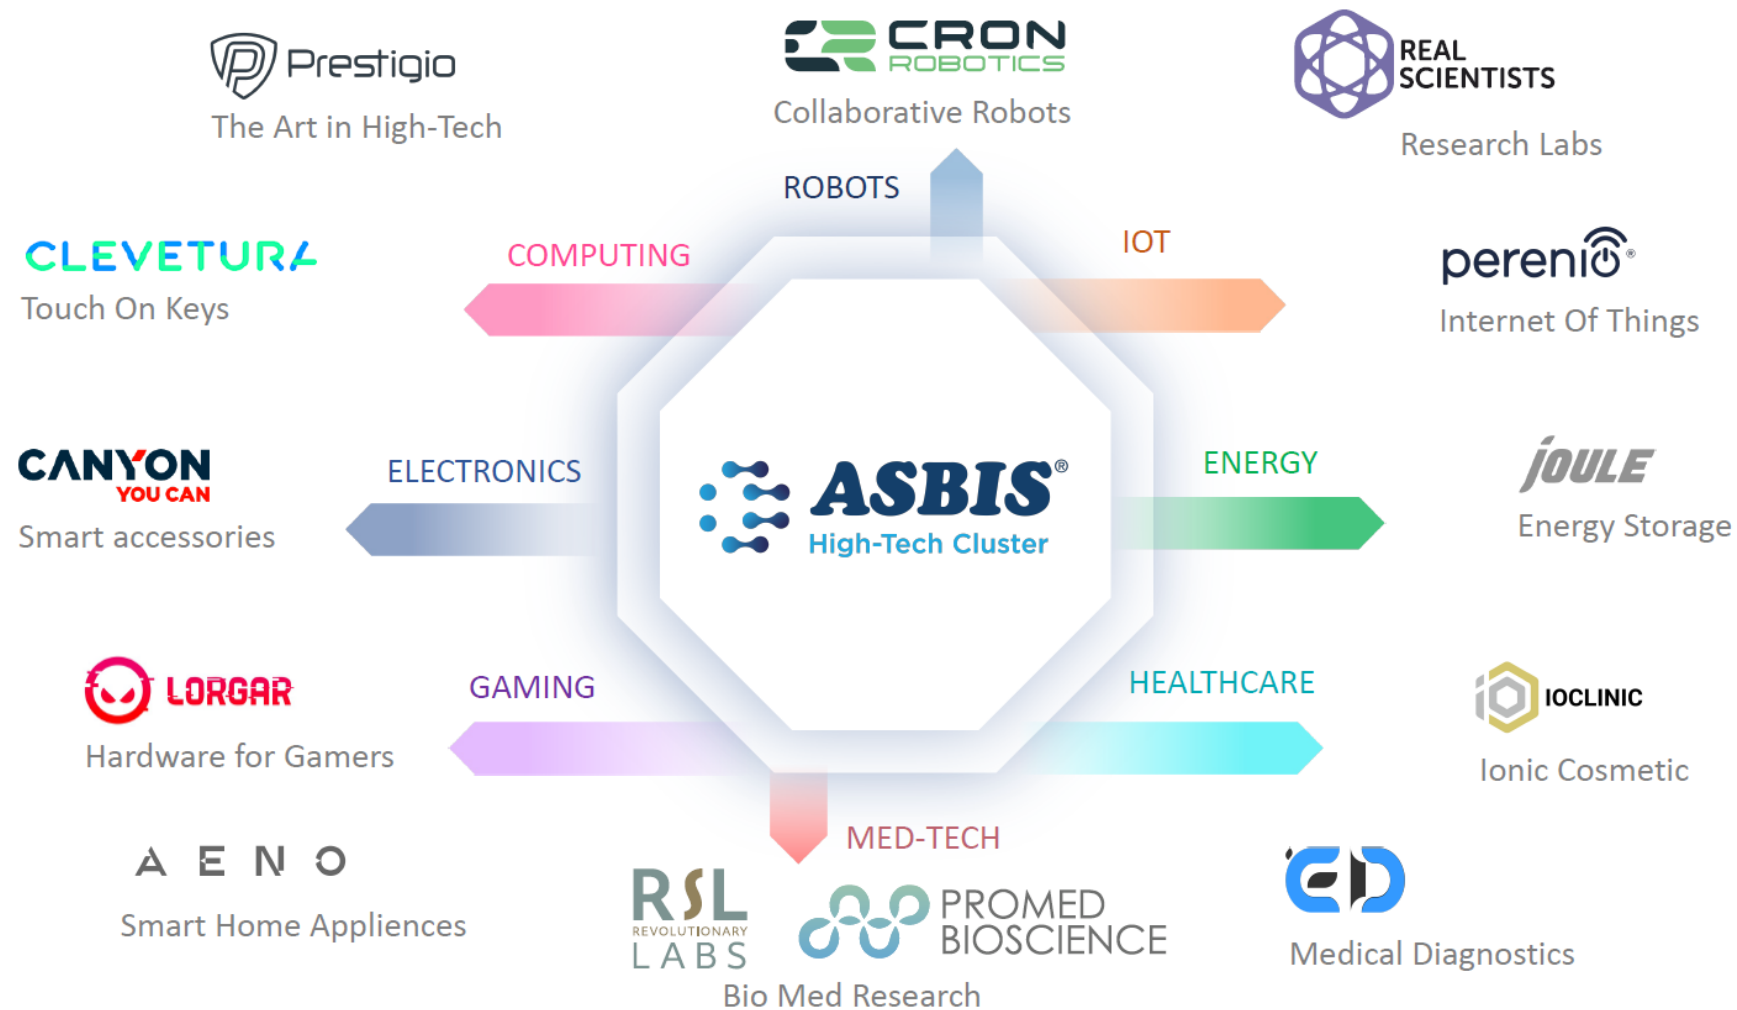 Prestigio
The Art in High-Tech
CRON
ROBOTICS
Collaborative Robots
REAL
SCIENTISTS
Research Labs
ROBOTS
CLEVETURA
Touch On Keys
COMPUTING
IOT
perenio®
Internet Of Things
CANYON
YOU CAN
Smart accessories
ELECTRONICS
ASBIS®
High-Tech Cluster
ENERGY
JOULE
Energy Storage
LORGAR
Hardware for Gamers
GAMING
HEALTHCARE
IOCLINIC
Ionic Cosmetic
AENO
Smart Home Appliences
MED-TECH
RSL
REVOLUTIONARY
LABS
PROMED
BIOSCIENCE
Bio Med Research
ED
Medical Diagnostics